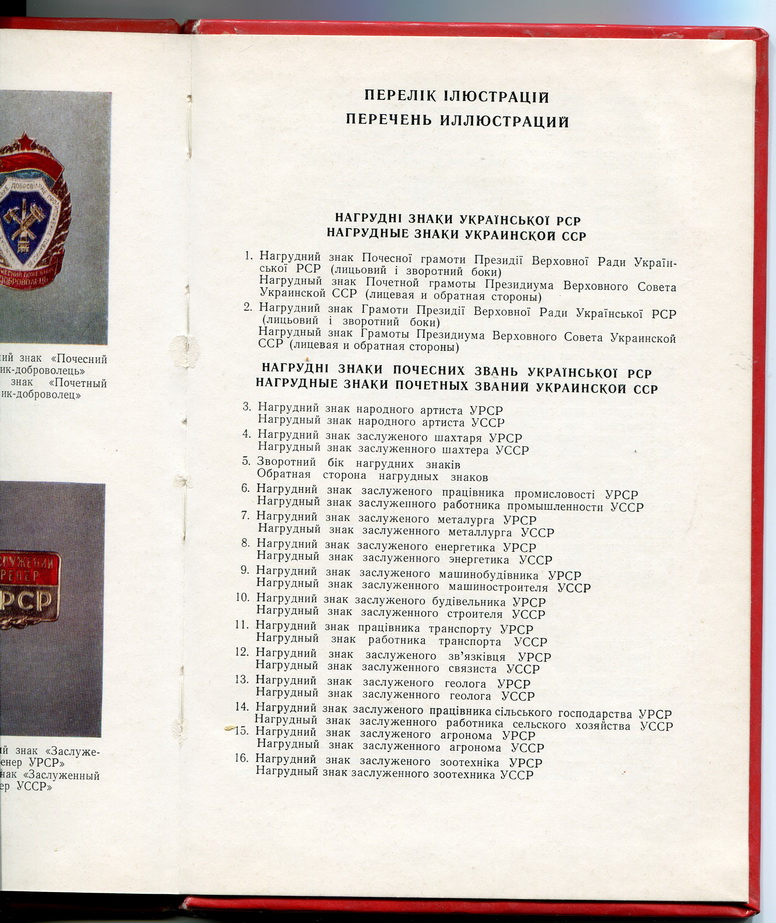 ДОБРОВОЛЕЦЬ
ий знак «Почесний
ик-доброволець»
знак «Почетный
ик-доброволец»
СЛУЖЕНИЙ
РЕНЕР
РСР
ий знак «Заслуже-
енер УРСР»
нак «Заслуженный
ер УССР»
ПЕРЕЛІК ІЛЮСТРАЦІЙ
ПЕРЕЧЕНЬ ИЛЛЮСТРАЦИЙ
НАГРУДНІ ЗНАКИ УКРАЇНСЬКОЇ РСР
НАГРУДНЫЕ ЗНАКИ УКРАИНСКОЙ ССР
1. Нагрудний знак Почесної грамоти Президії Верховної Ради Україн-
ської РСР (лицьовий і зворотний боки)
Нагрудный знак Почетной грамоты Президиума Верховного Совета
Украинской ССР (лицевая и обратная стороны)
2. Нагрудний знак Грамоти Президії Верховної Ради Української РСР
(лицьовий і зворотний боки)
Нагрудный знак Грамоты Президиума Верховного Совета Украинской
ССР (лицевая и обратная стороны)
НАГРУДНІ ЗНАКИ ПОЧЕСНИХ ЗВАНЬ УКРАЇНСЬКОЇ РСР
НАГРУДНЫЕ ЗНАКИ ПОЧЕТНЫХ ЗВАНИЙ УКРАИНСКОЙ ССР
3. Нагрудний знак народного артиста УРСР
Нагрудный знак народного артиста УССР
4. Нагрудний знак заслуженого шахтаря УРСР
Нагрудный знак заслуженного шахтера УССР
5. Зворотний бік нагрудних знаків
Обратная сторона нагрудных знаков
6. Нагрудний знак заслуженого працівника промисловості УРСР
Нагрудный знак заслуженного работника промышленности УССР
7. Нагрудний знак заслуженого металурга УРСР
Нагрудный знак заслуженного металлурга УССР
8. Нагрудний знак заслуженого енергетика УРСР
Нагрудный знак заслуженного энергетика УССР
9. Нагрудний знак заслуженого машинобудівника УРСР
Нагрудный знак заслуженного машиностроителя УССР
10. Нагрудний знак заслуженого будівельника УРСР
Нагрудный знак заслуженного строителя УССР
11. Нагрудний знак працівника транспорту УРСР
Нагрудный знак работника транспорта УССР
12. Нагрудний знак заслуженого зв’язківця УРСР
Нагрудный знак заслуженного связиста УССР
13. Нагрудний знак заслуженого геолога УРСР
Нагрудный знак заслуженного геолога УССР
14. Нагрудний знак заслуженого працівника сільського господарства УРСР
Нагрудный знак заслуженного работника сельского хозяйства УССР
15. Нагрудний знак заслуженого агронома УРСР
Нагрудный знак заслуженного агронома УССР
16. Нагрудний знак заслуженого зоотехніка УРСР
Нагрудный знак заслуженного зоотехника УССР